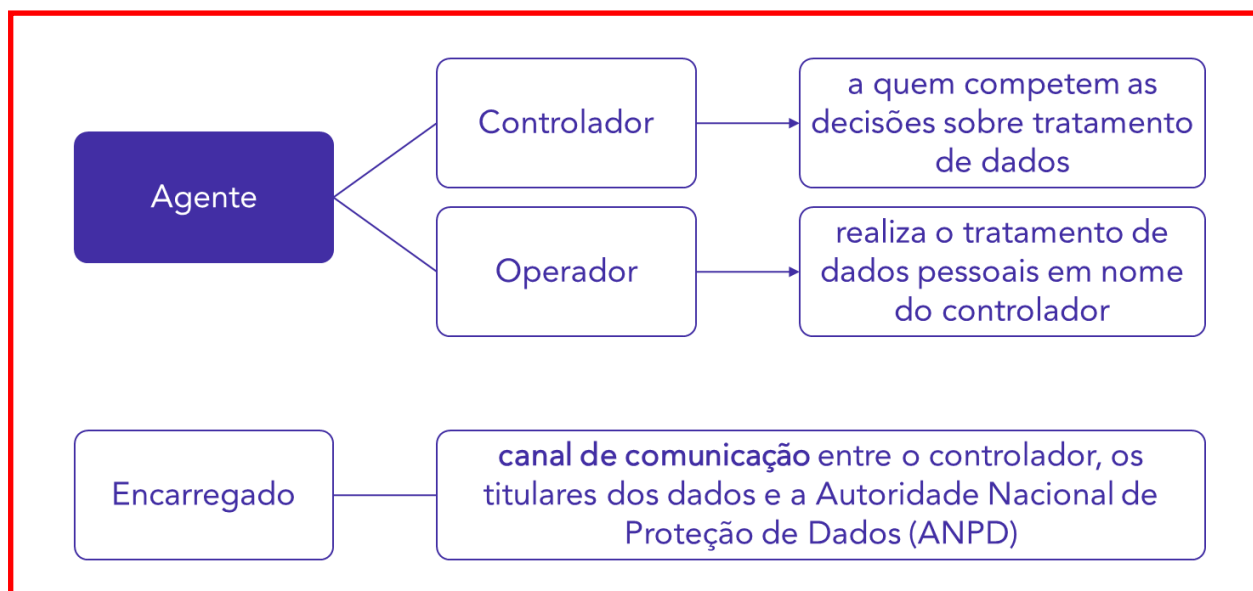 Agente
Controlador
a quem competem as
decisões sobre tratamento
de dados
Operador
realiza o tratamento de
dados pessoais em nome
do controlador
Encarregado
canal de comunicação entre o controlador, os
titulares dos dados e a Autoridade Nacional de
Proteção de Dados (ANPD)